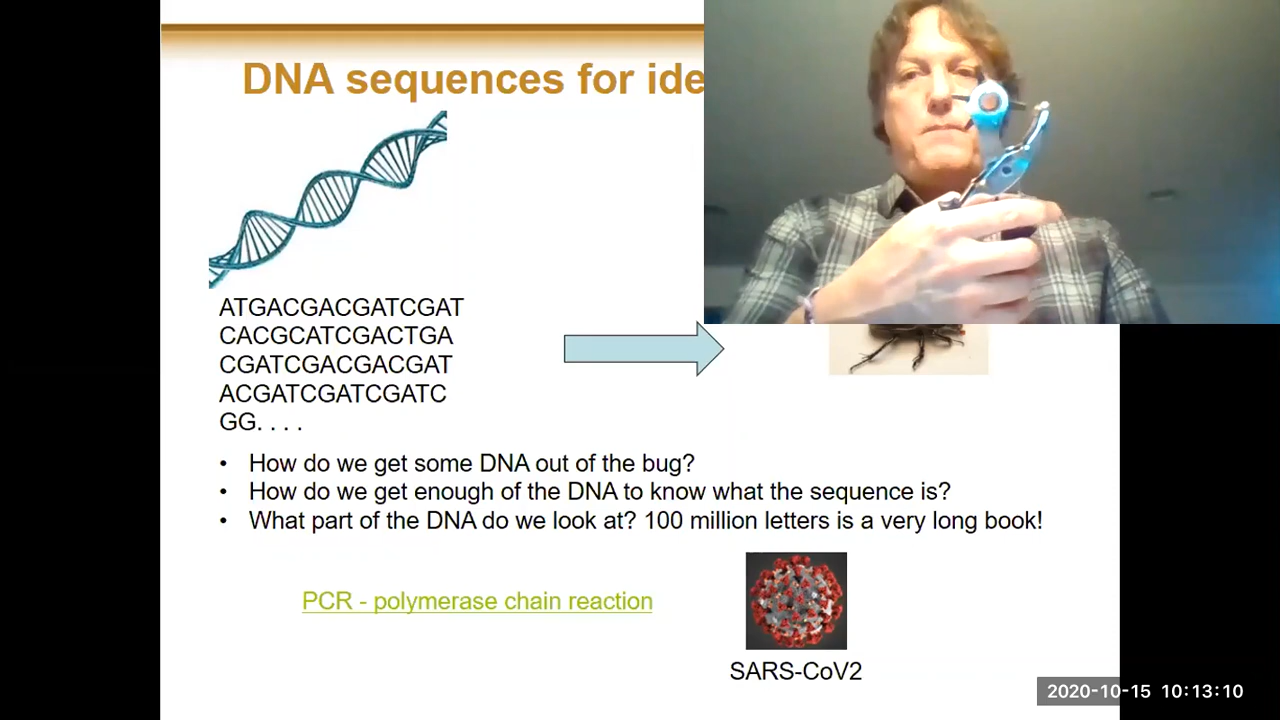 DNA sequences for ide
ATGACGACGATCGAT
CACGCATCGACTGA
CGATCGACGACGAT
ACGATCGATCGATC
GG. . . .
• How do we get some DNA out of the bug?
• How do we get enough of the DNA to know what the sequence is?
• What part of the DNA do we look at? 100 million letters is a very long book!
PCR - polymerase chain reaction
SARS-CoV2
2020-10-15 10:13:10